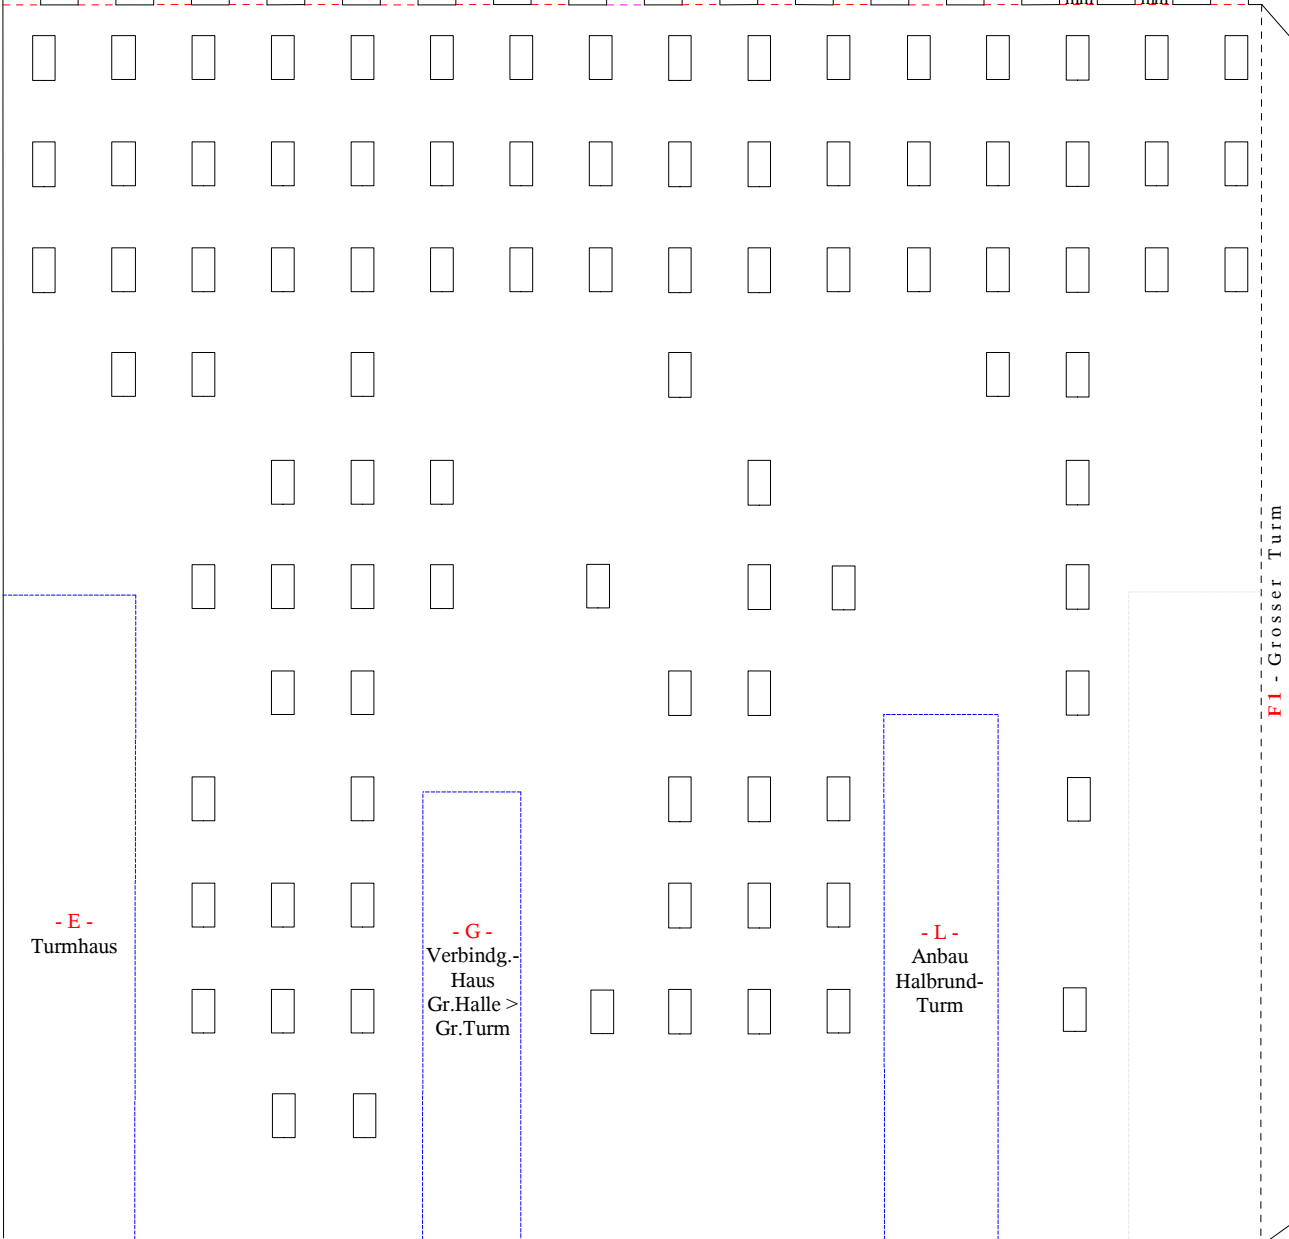 F1 - Grosser Turm
- E -
Turmhaus
- G -
Verbindg.-
Haus
Gr.Halle >
Gr.Turm
- L -
Anbau
Halbrund-
Turm